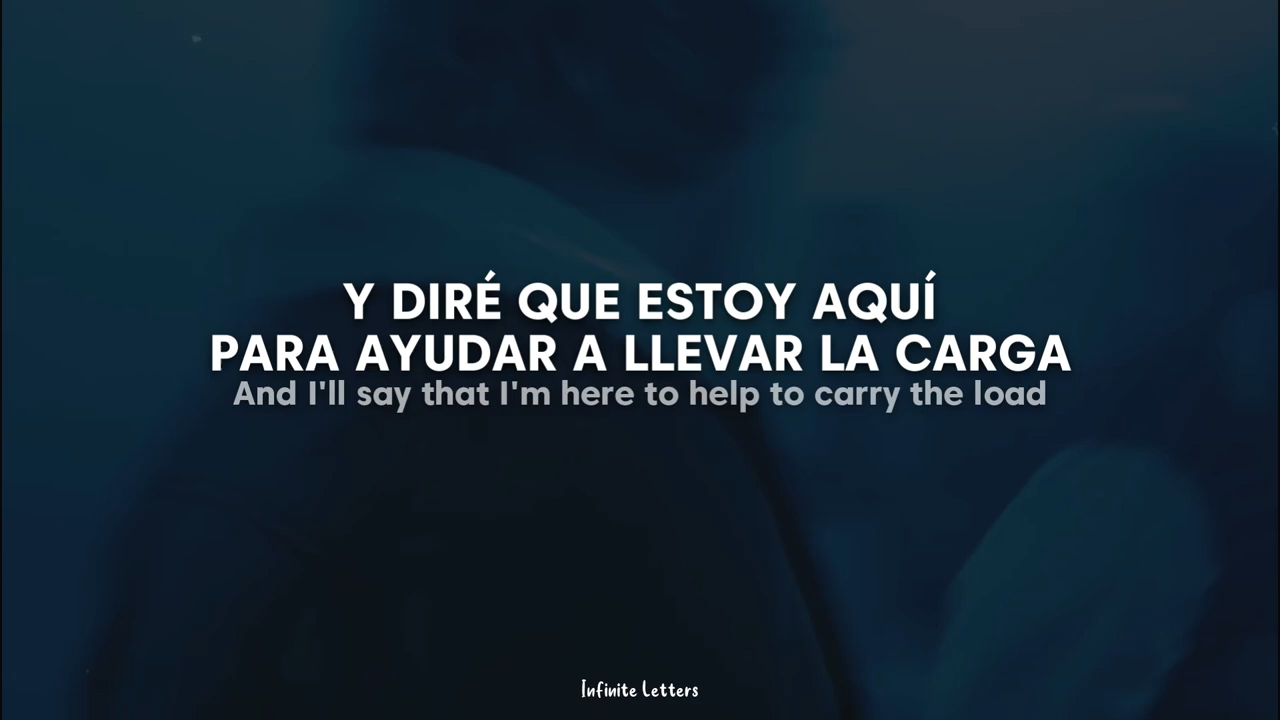 Y DIRÉ QUE ESTOY AQUÍ
PARA AYUDAR A LLEVAR LA CARGA
And I'll say that I'm here to help to carry the load
Infinite Letters